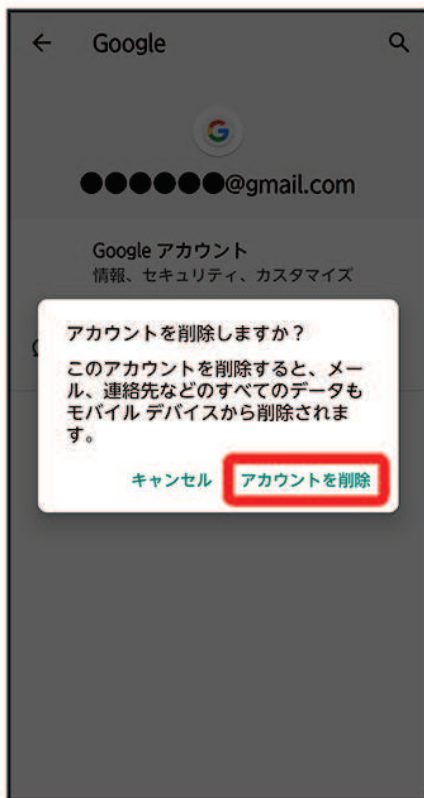 Google
●●●●●●@gmail.com
Google アカウント
情報、セキュリティ、カスタマイズ
アカウントを削除しますか？
このアカウントを削除すると、メー
ル、連絡先などのすべてのデータも
モバイル デバイスから削除されま
す。
キャンセル アカウントを削除